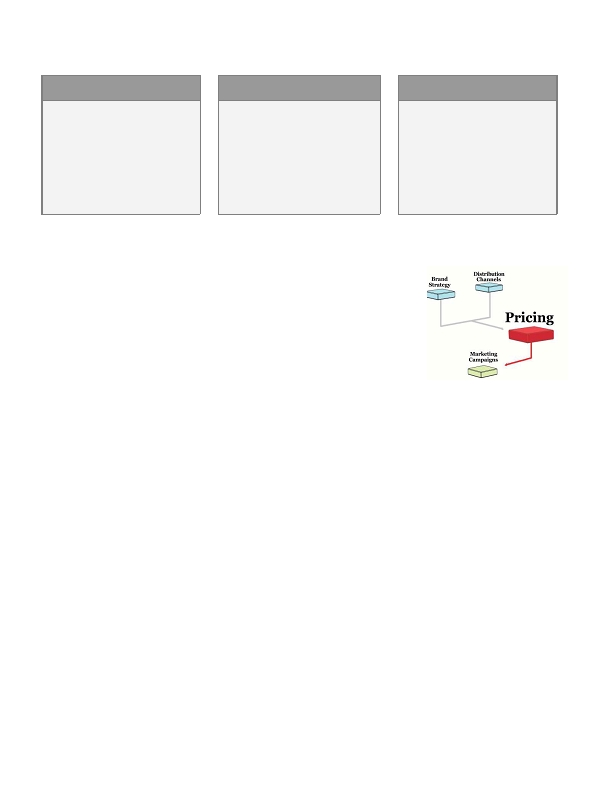 Brand
Strategy
Distribution
Channels
Pricing
Marketing
Campaigns